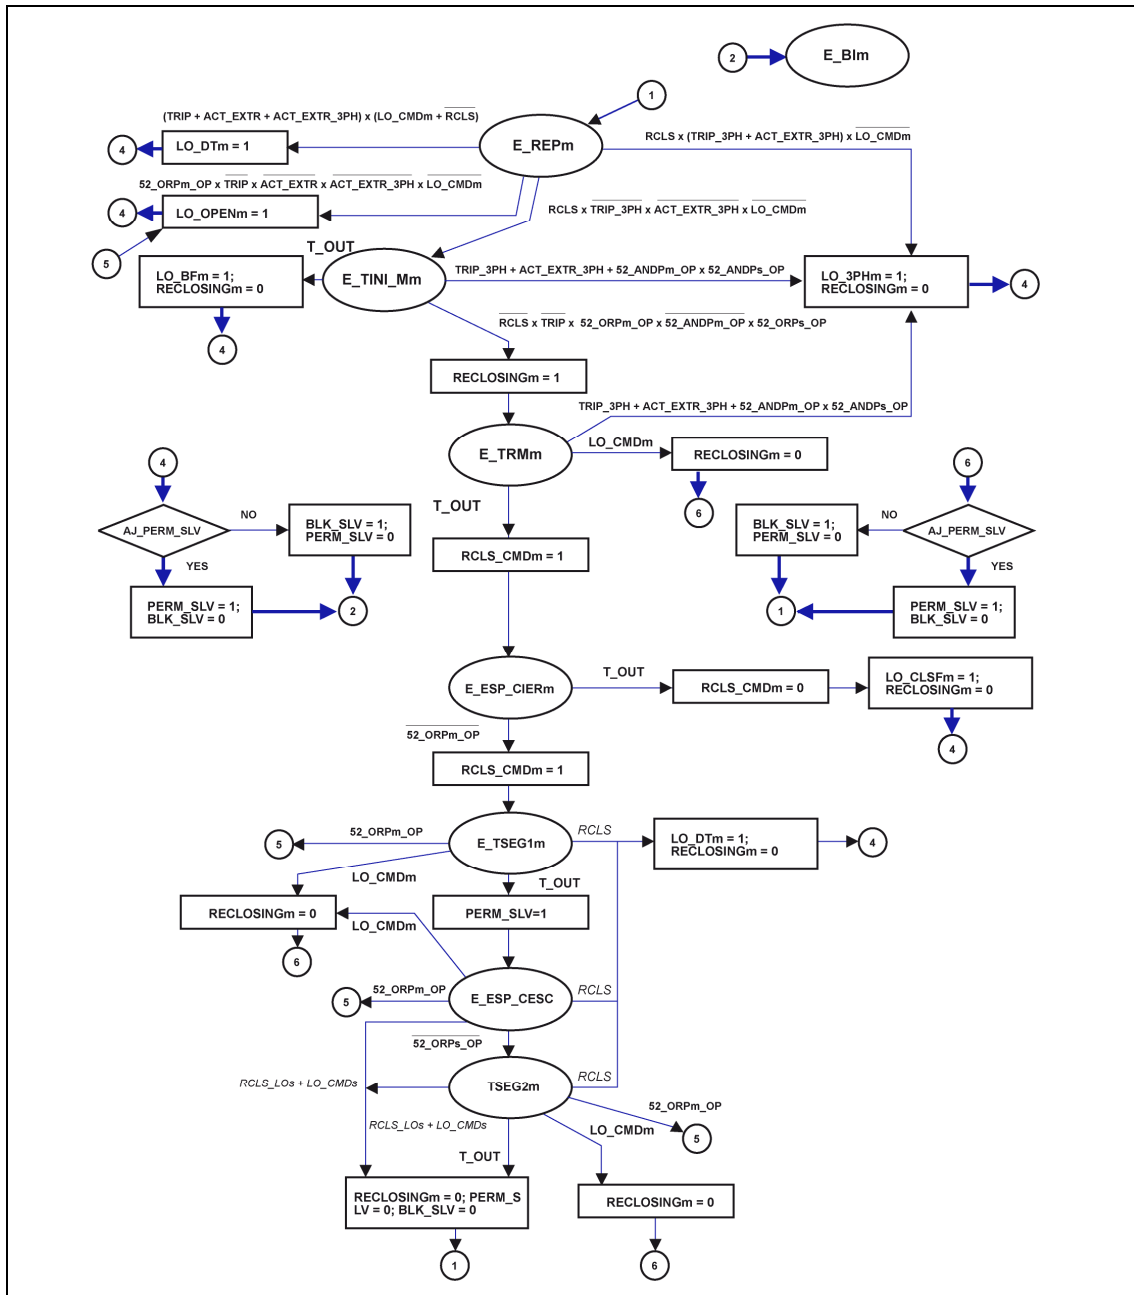 2
E_BIm
1
(TRIP + ACT_EXTR + ACT_EXTR_3PH) x (LO_CMDm + RCLS)
4
LO_DTm = 1
E_REPm
RCLS x (TRIP_3PH + ACT_EXTR_3PH) x LO_CMDm
52_ORPm_OP x TRIP x ACT_EXTR x ACT_EXTR_3PH x LO_CMDm
4
LO_OPENm = 1
RCLS x TRIP_3PH x ACT_EXTR_3PH x LO_CMDm
5
T_OUT
LO_BFm = 1;
RECLOSINGm = 0
E_TINI_Mm
TRIP_3PH + ACT_EXTR_3PH + 52_ANDPm_OP x 52_ANDPs_OP
LO_3PHm = 1;
RECLOSINGm = 0
4
4
RCLS x TRIP x 52_ORPm_OP x 52_ANDPm_OP x 52_ORPs_OP
RECLOSINGm = 1
TRIP_3PH + ACT_EXTR_3PH + 52_ANDPm_OP x 52_ANDPs_OP
E_TRMm
LO_CMDm
RECLOSINGm = 0
6
4
AJ_PERM_SLV
NO
BLK_SLV = 1;
PERM_SLV = 0
YES
PERM_SLV = 1;
BLK_SLV = 0
2
T_OUT
RCLS_CMDm = 1
6
AJ_PERM_SLV
NO
BLK_SLV = 1;
PERM_SLV = 0
YES
PERM_SLV = 1;
BLK_SLV = 0
1
E_ESP_CIERm
T_OUT
RCLS_CMDm = 0
LO_CLSFm = 1;
RECLOSINGm = 0
4
52_ORPm_OP
RCLS_CMDm = 1
5
52_ORPm_OP
E_TSEG1m
RCLS
LO_DTm = 1;
RECLOSINGm = 0
4
LO_CMDm
T_OUT
RECLOSINGm = 0
LO_CMDm
PERM_SLV=1
6
5
52_ORPm_OP
E_ESP_CESC
RCLS
52_ORPs_OP
RCLS_LOs + LO_CMDs
TSEG2m
RCLS
52_ORPm_OP
5
RCLS_LOs + LO_CMDs
LO_CMDm
T_OUT
RECLOSINGm = 0; PERM_S
LV = 0; BLK_SLV = 0
RECLOSINGm = 0
1
6